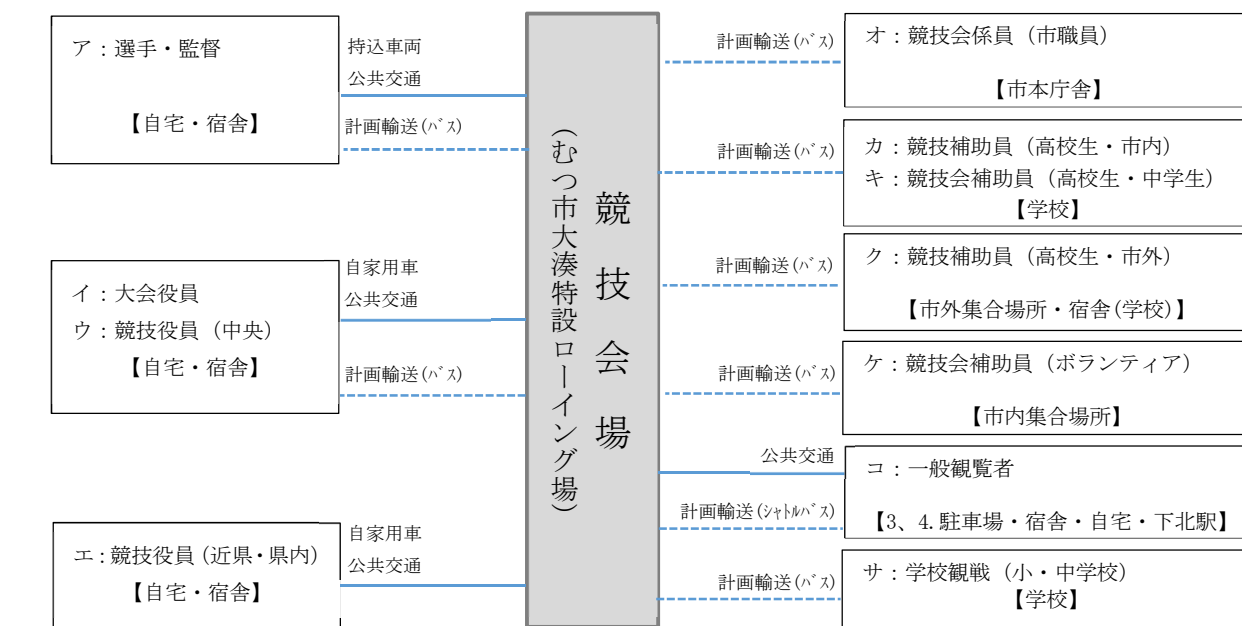 ア：選手・監督
【自宅・宿舎】
持込車両
公共交通
計画輸送(ﾊﾞｽ)
イ：大会役員
ウ：競技役員（中央）
【自宅・宿舎】
自家用車
公共交通
計画輸送(ﾊﾞｽ)
エ：競技役員（近県・県内）
【自宅・宿舎】
自家用車
公共交通
競技会場
（むつ市大湊特設ローイング場）
計画輸送(ﾊﾞｽ)
オ：競技会係員（市職員）
【市本庁舎】
計画輸送(ﾊﾞｽ)
カ：競技補助員（高校生・市内）
キ：競技会補助員（高校生・中学生）
【学校】
計画輸送(ﾊﾞｽ)
ク：競技補助員（高校生・市外）
【市外集合場所・宿舎(学校)】
計画輸送(ﾊﾞｽ)
ケ：競技会補助員（ボランティア）
【市内集合場所】
公共交通
計画輸送(ｼｬﾄﾙﾊﾞｽ)
コ：一般観覧者
【3、4.駐車場・宿舎・自宅・下北駅】
計画輸送(ﾊﾞｽ)
サ：学校観戦（小・中学校）
【学校】